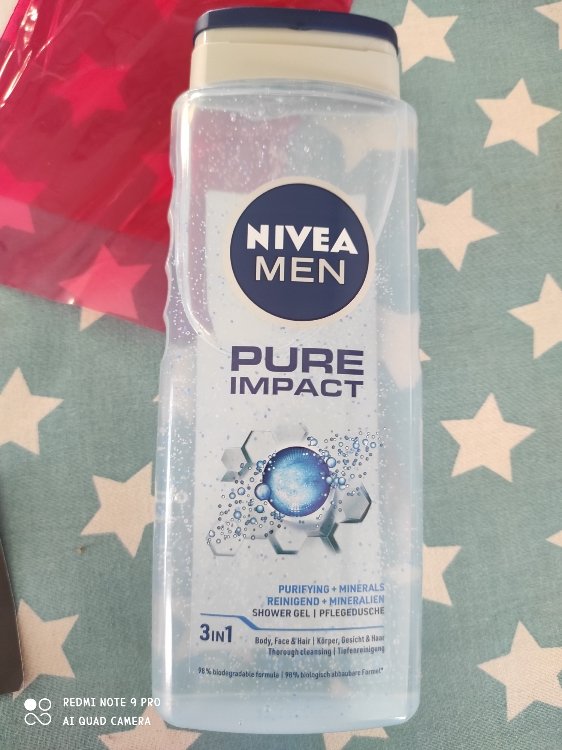 NIVEA
MEN
PURE
IMPACT
PURIFYING + MINERALS
REINIGEND + MINERALIEN
SHOWER GEL | PFLEGEDUSCHE
3IN1
Body, Face & Hair | Körper, Gesicht & Haar
Thorough cleansing | Tiefenreinigung
98% biodegradable formula | 98% biologisch abbaubare Formel*
REDMI NOTE 9 PRO
AI QUAD CAMERA